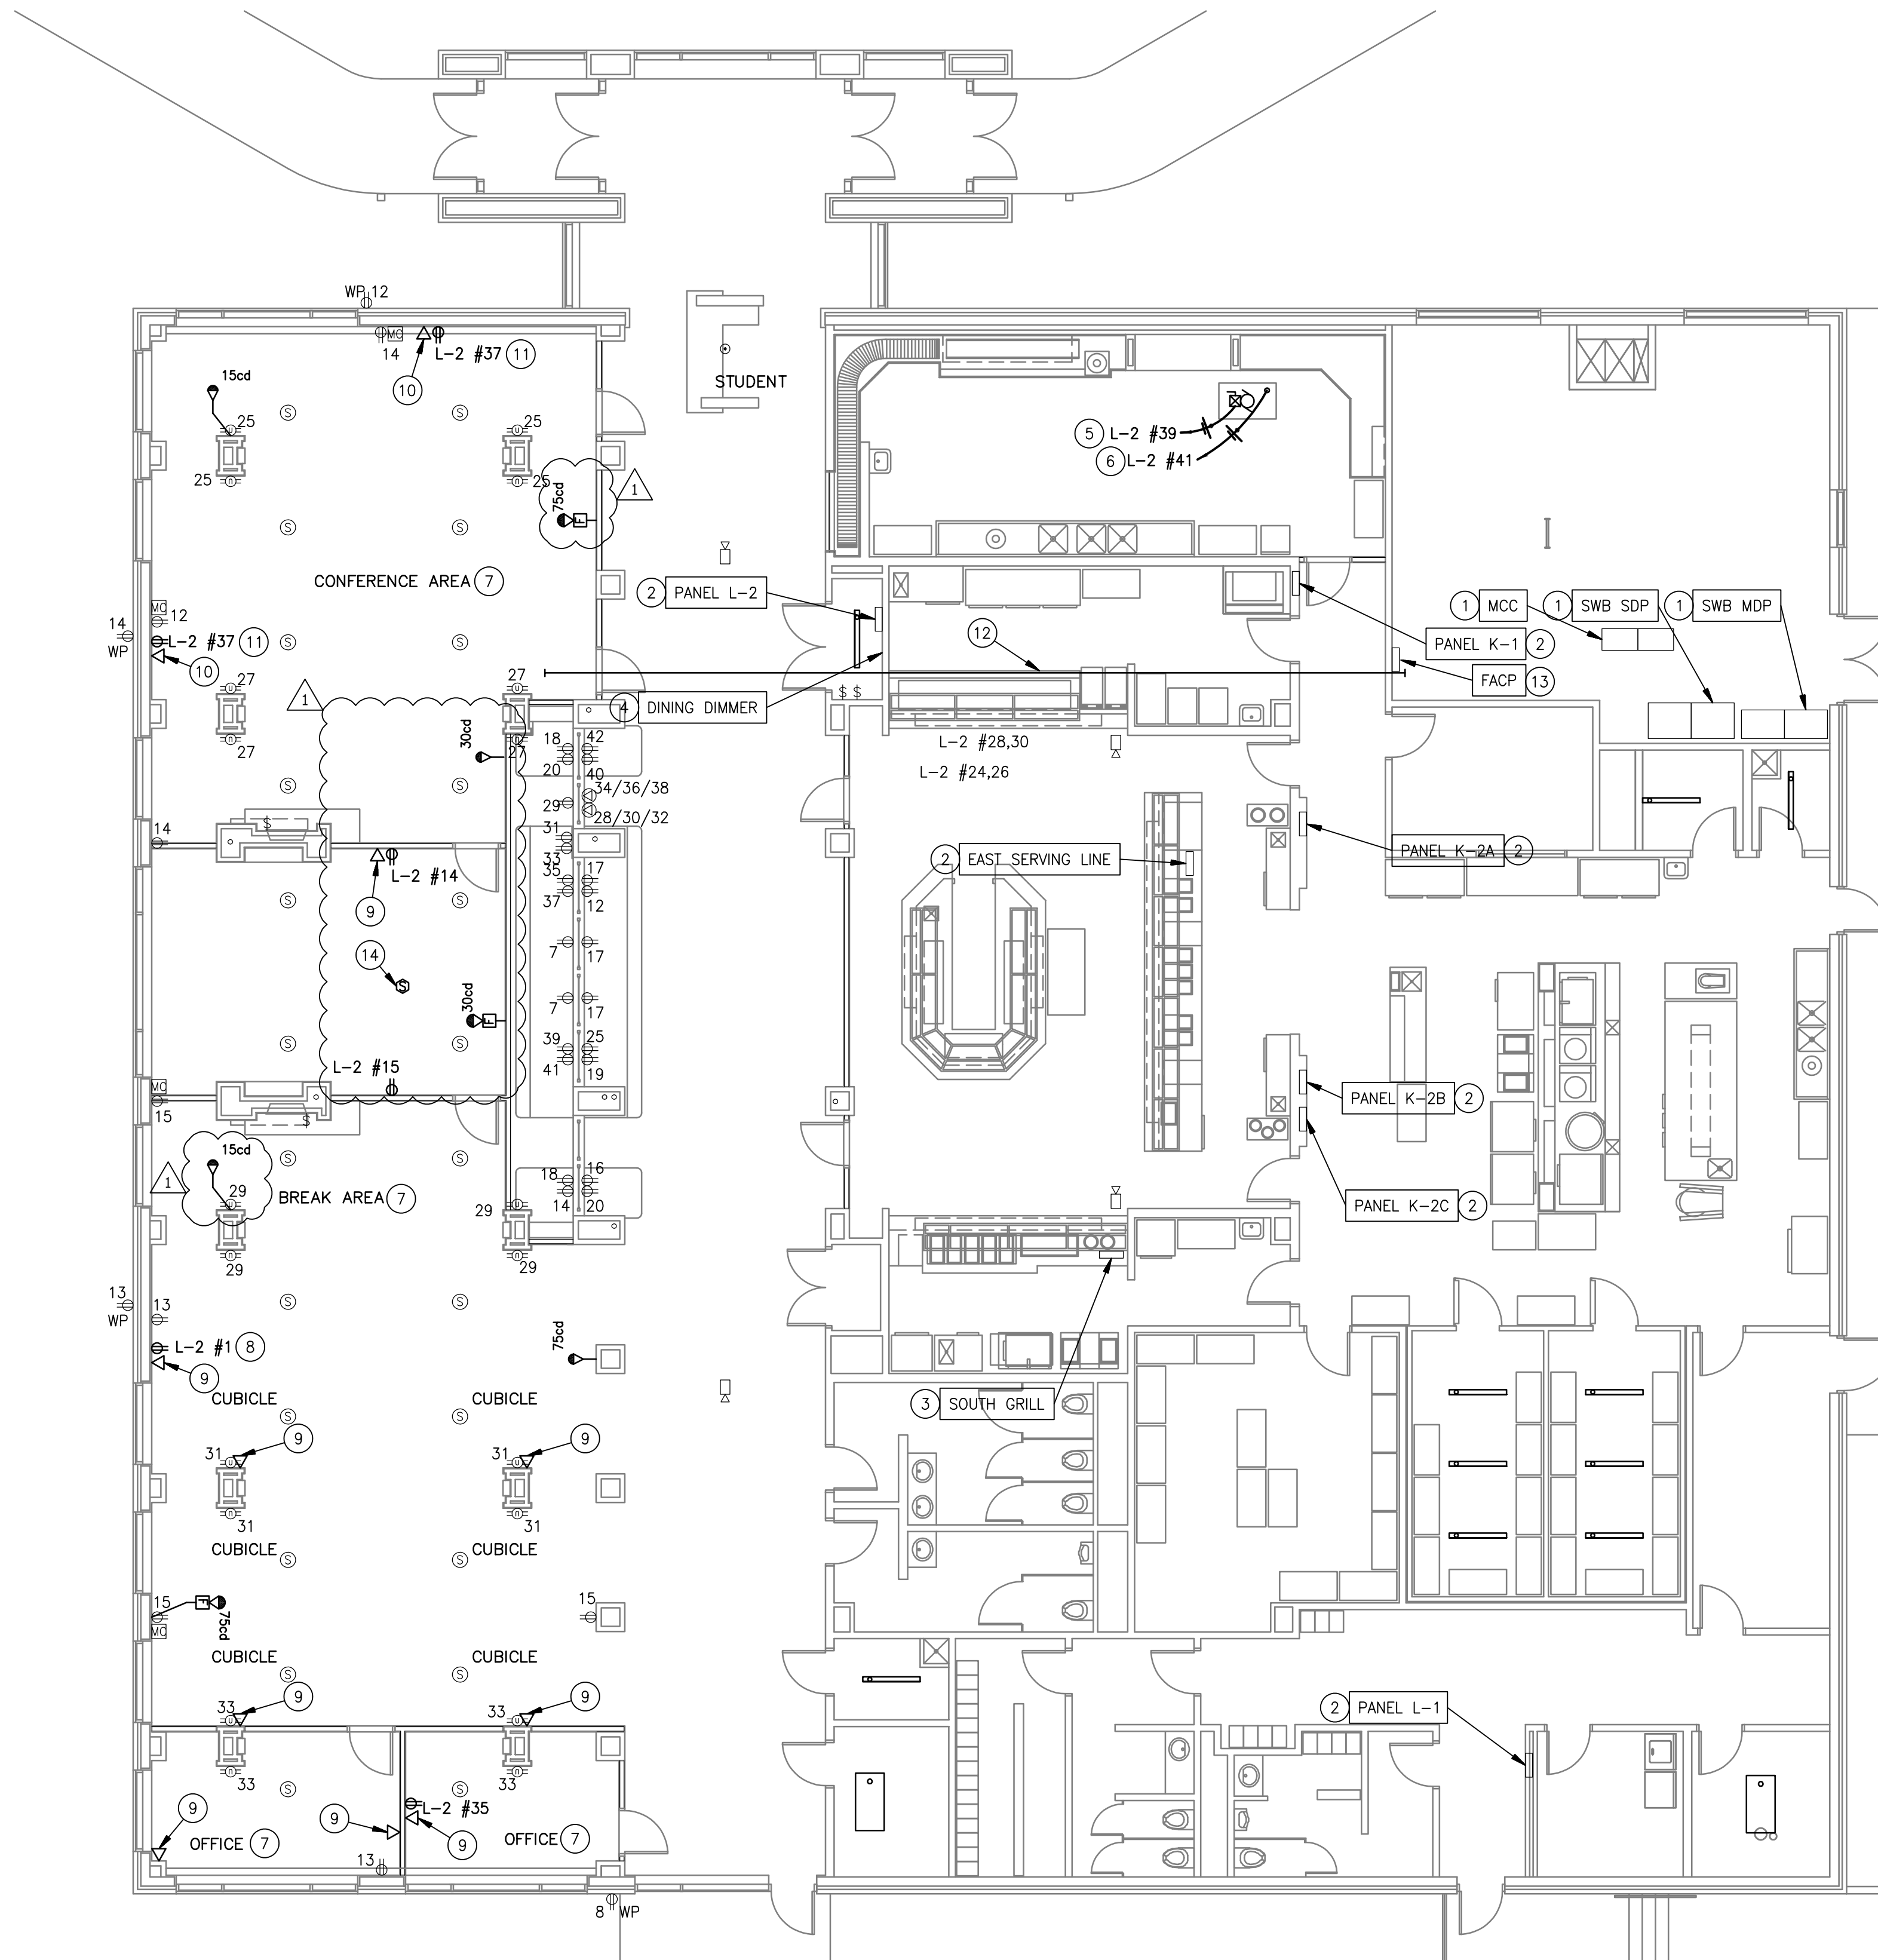 WP 12
14
MC
L-2 #37 11
10
15cd
S
S
STUDENT
25
25
25
25
75cd
F
1
5 L-2 #39
6 L-2 #41
S
S
CONFERENCE AREA 7
2 PANEL L-2
12
1 MCC
1 SWB SDP
1 SWB MDP
MC
12
14
WP
L-2 #37 11
10
S
S
PANEL K-1 2
FACP 13
27
27
1
27
27
4 DINING DIMMER
$ $
30cd
18
42
20
40
L-2 #28,30
L-2 #24,26
S
S
34/36/38
29
28/30/32
14
$
31
33
L-2 #14
9
35
17
37
12
2 EAST SERVING LINE
PANEL K-2A 2
S
S
14
S
7
17
30cd
F
7
17
S
S
39
25
41
19
L-2 #15
MC
15
$
PANEL K-2B 2
1
15cd
S
S
29
BREAK AREA 7
18
16
14
20
29
PANEL K-2C 2
29
29
13
WP
13
S
S
L-2 #1 8
9
75cd
CUBICLE
CUBICLE
3 SOUTH GRILL
S
S
9
9
31
31
31
31
CUBICLE
CUBICLE
S
S
15
MC
F
75cd
15
CUBICLE
CUBICLE
S
S
9
9
33
33
2 PANEL L-1
33
33
S
S
9
9
L-2 #35
9
OFFICE 7
OFFICE 7
13
8 WP